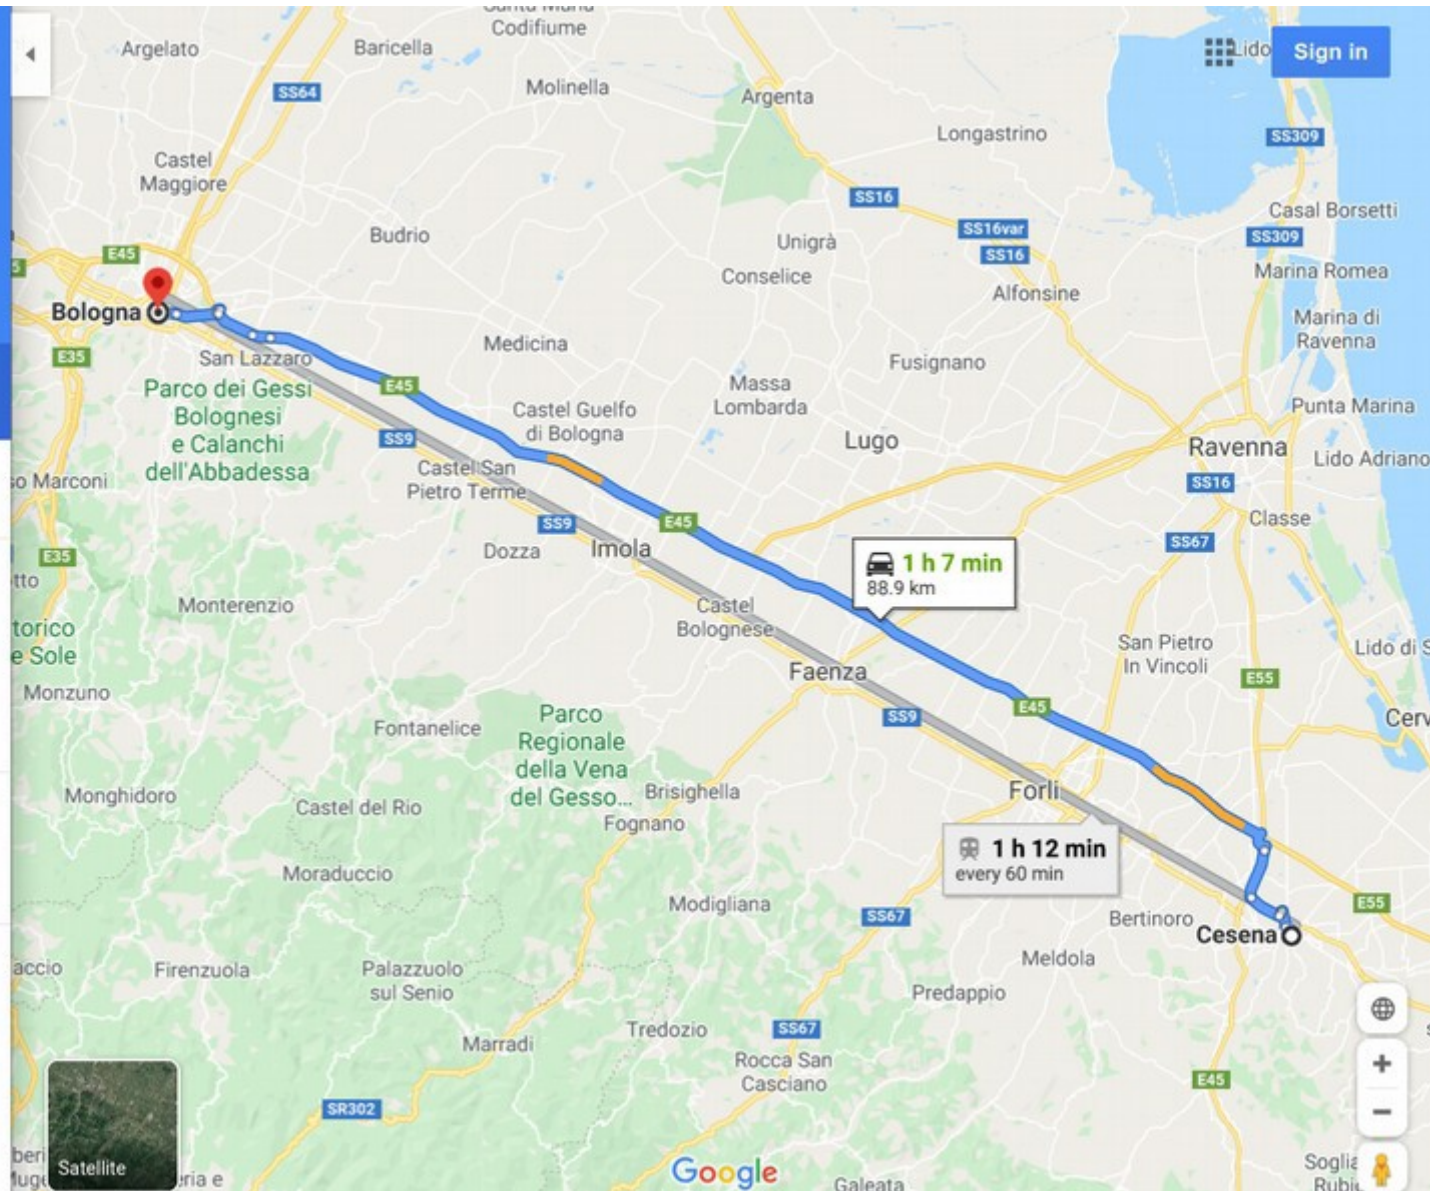 Codifiume
Argelato
Baricella
Lido
Sign in
SS64
Molinella
Argenta
Longastrino
SS309
Castel
Maggiore
SS16
Casal Borsetti
E45
Budrio
Unigrà
SS16var
SS16
SS309
Conselice
Marina Romea
Alfonsine
Bologna
Marina di
Ravenna
E35
San Lazzaro
Medicina
Fusignano
Parco dei Gessi
Bolognesi
e Calanchi
dell'Abbadessa
E45
Massa
Lombarda
Castel Guelfo
di Bologna
Punta Marina
SS9
Lugo
Ravenna
Lido Adriano
so Marconi
Castel San
Pietro Terme
SS16
Classe
SS9
E45
SS67
E35
Dozza
Imola
1 h 7 min
88.9 km
otto
Monterenzio
Castel
Bolognese
torico
e Sole
San Pietro
In Vincoli
Lido di S
Faenza
E55
Monzuno
Fontanelice
Parco
Regionale
della Vena
del Gesso...
SS9
E45
Cerv
Monghidoro
Castel del Rio
Brisighella
Forlì
Fognano
1 h 12 min
every 60 min
Moraduccio
Modigliana
SS67
Bertinoro
E55
Cesena
accio
Firenzuola
Palazzuolo
sul Senio
Meldola
Predappio
Marradi
Tredozio
SS67
Rocca San
Casciano
E45
SR302
Satellite
Google
Galeata
Soglia